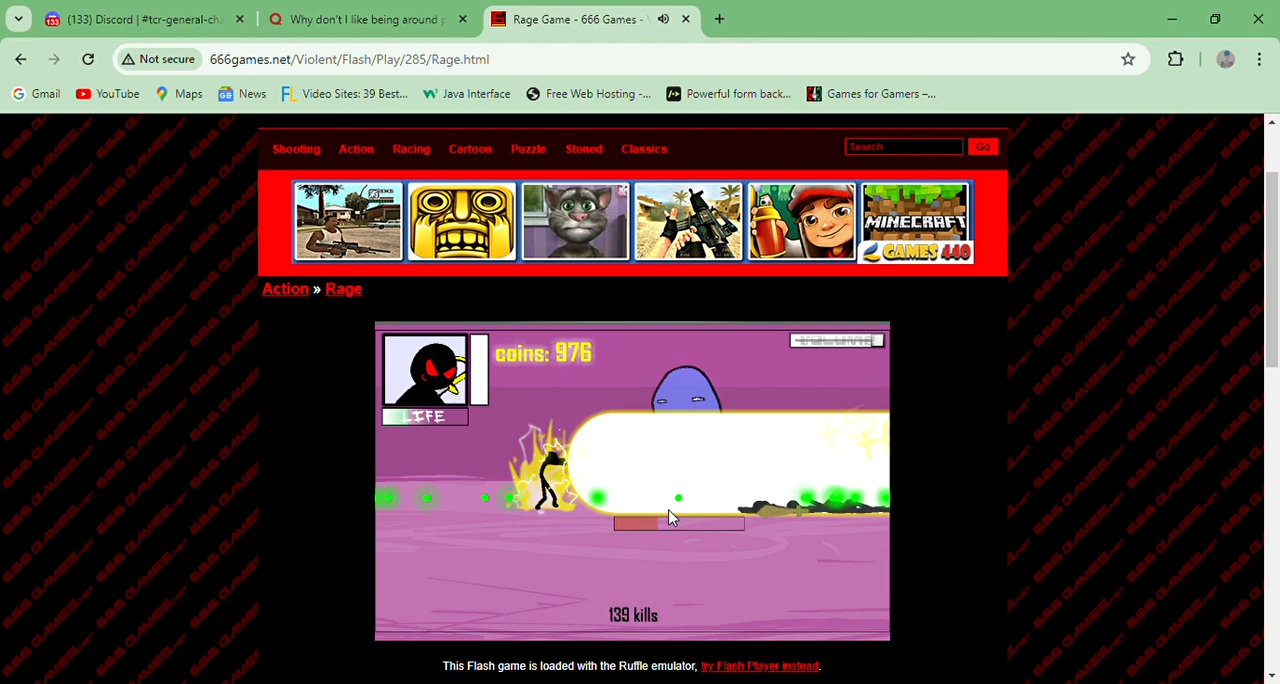 (133) Discord | #tcr-general-cha
Why don't I like being around p
Rage Game - 666 Games - V
Not secure
666games.net/Violent/Flash/Play/285/Rage.html
Gmail
YouTube
Maps
News
Video Sites: 39 Best...
Java Interface
Free Web Hosting -...
Powerful form back...
Games for Gamers –...
Shooting
Action
Racing
Cartoon
Puzzle
Stoned
Classics
Search
Go
MINECRAFT
GAMES 440
Action » Rage
coins: 976
VOLUME
LIFE
139 kills
This Flash game is loaded with the Ruffle emulator, try Flash Player instead.